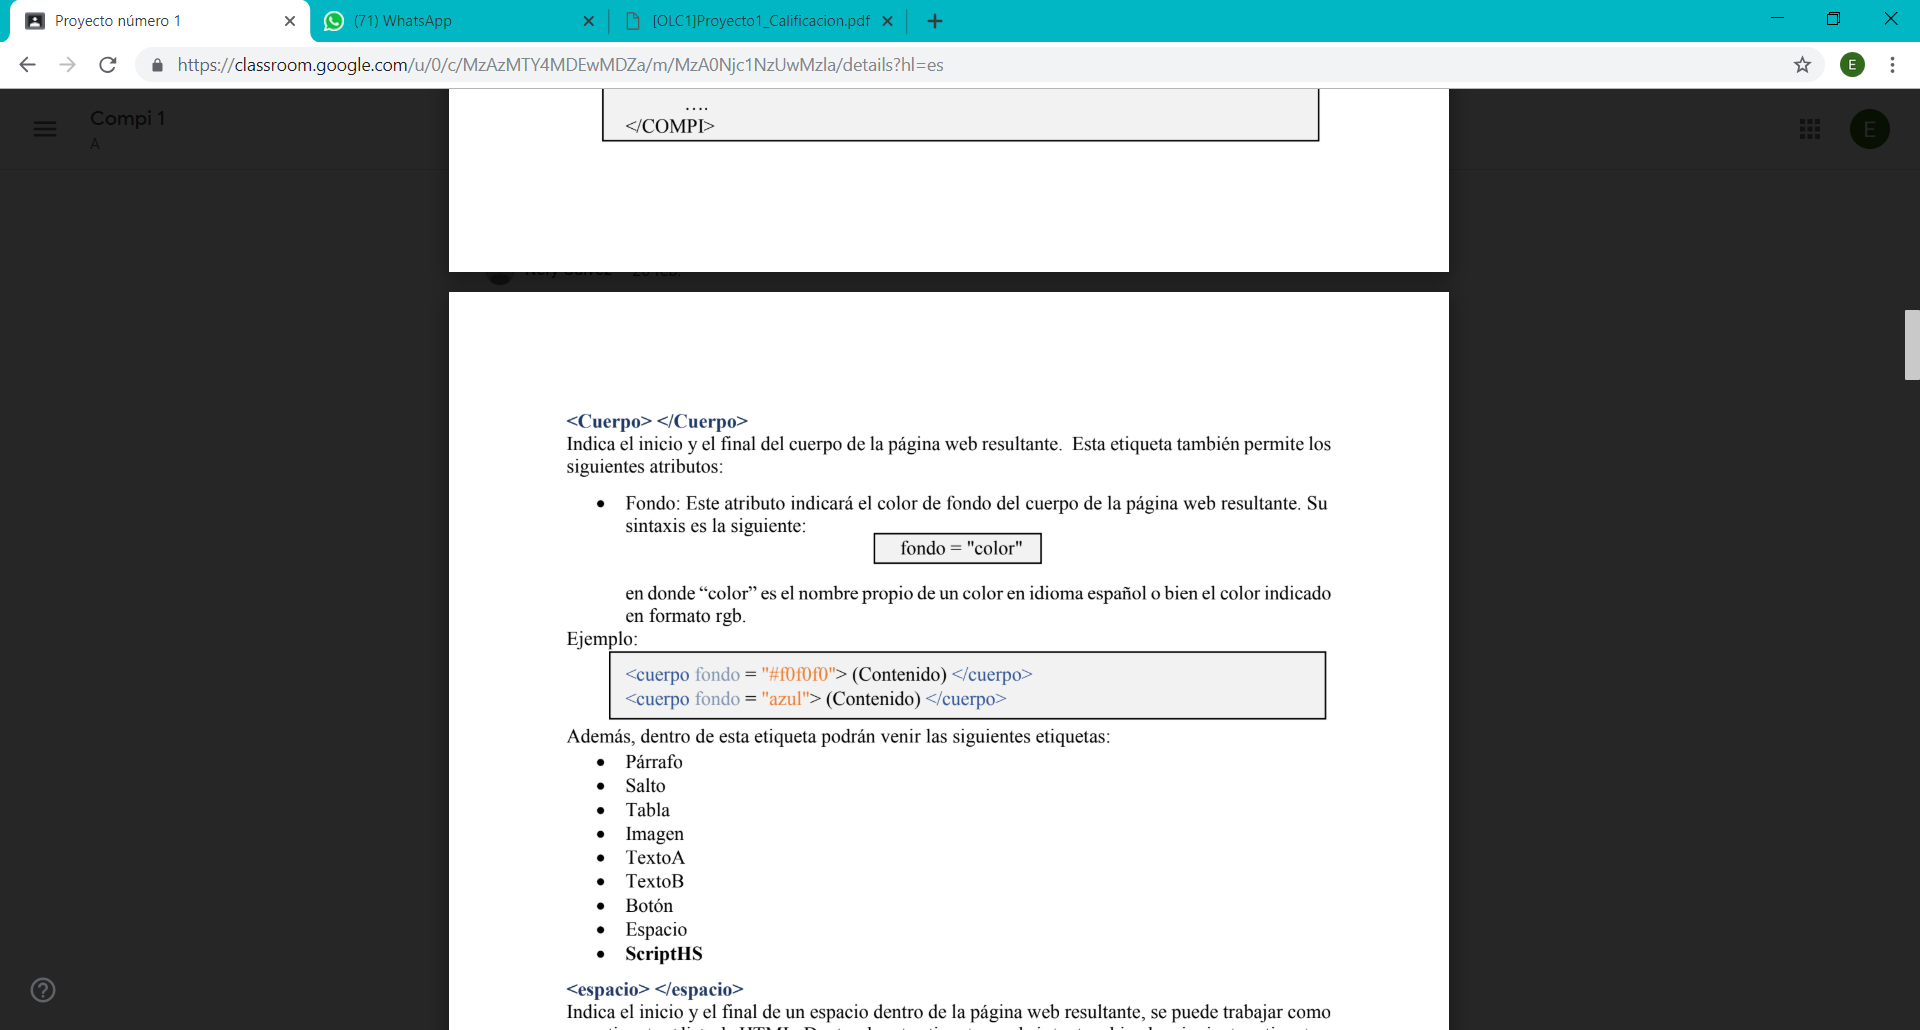 Proyecto número 1
(71) WhatsApp
[OLC1]Proyecto1_Calificacion.pdf
https://classroom.google.com/u/0/c/MzAzMTY4MDEwMDZa/m/MzA0Njc1NzUwMzla/details?hl=es
E
Compi 1
A
E
....
</COMPI>
<Cuerpo> </Cuerpo>
Indica el inicio y el final del cuerpo de la página web resultante.  Esta etiqueta también permite los
siguientes atributos:
• Fondo: Este atributo indicará el color de fondo del cuerpo de la página web resultante. Su
sintaxis es la siguiente:
fondo = "color"
en donde “color” es el nombre propio de un color en idioma español o bien el color indicado
en formato rgb.
Ejemplo:
<cuerpo fondo = "#f0f0f0"> (Contenido) </cuerpo>
<cuerpo fondo = "azul"> (Contenido) </cuerpo>
Además, dentro de esta etiqueta podrán venir las siguientes etiquetas:
• Párrafo
• Salto
• Tabla
• Imagen
• TextoA
• TextoB
• Botón
• Espacio
• ScriptHS
<espacio> </espacio>
Indica el inicio y el final de un espacio dentro de la página web resultante, se puede trabajar como